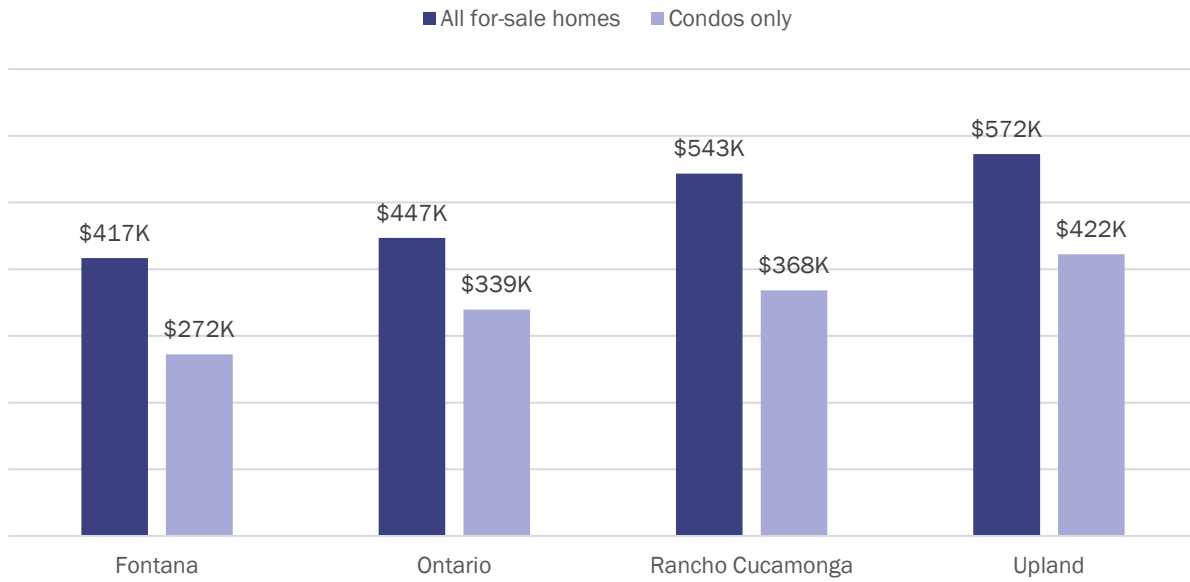 All for-sale homes Condos only
$572K
$543K
$447K
$422K
$417K
$368K
$339K
$272K
Fontana Ontario Rancho Cucamonga Upland